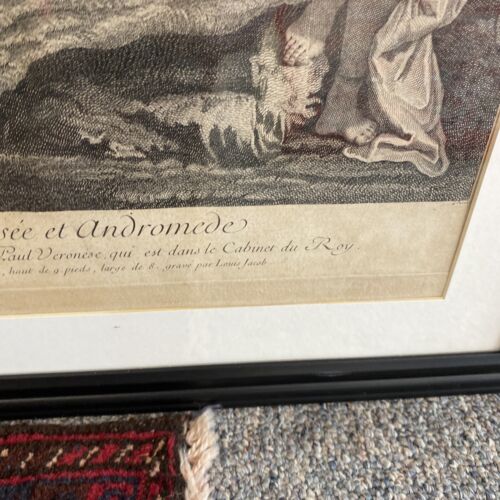 sée et Andromede
Paul Veronese, qui est dans le Cabinet du Roy.
, haut de 9 pieds, large de 8. gravé par Louis Jacob